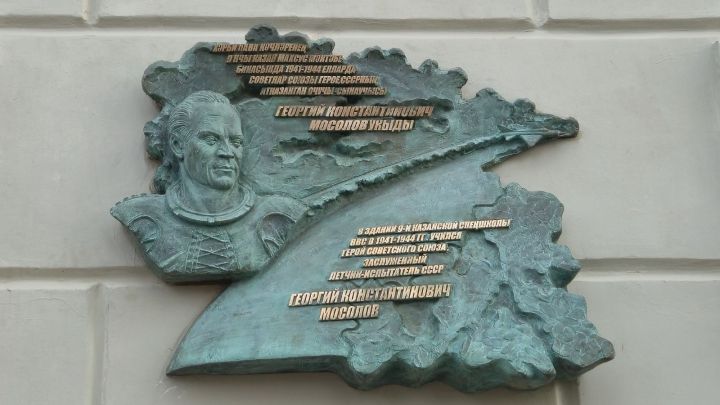 ҺАРБИ ҺАВА КӨЧЛӘРЕНЕҢ
9 НЧЫ КАЗАН МАХСУС МӘКТӘБЕ
БИНАСЫНДА 1941-1944 ЕЛЛАРДА
СОВЕТЛАР СОЮЗЫ ГЕРОЕ, СССРНЫҢ
АТКАЗАНГАН ОЧУЧЫ-СЫНАУЧЫСЫ
ГЕОРГИЙ КОНСТАНТИНОВИЧ
МОСОЛОВ УКЫДЫ
В ЗДАНИИ 9-Й КАЗАНСКОЙ СПЕЦШКОЛЫ
ВВС В 1941-1944 ГГ. УЧИЛСЯ
ГЕРОЙ СОВЕТСКОГО СОЮЗА,
ЗАСЛУЖЕННЫЙ
ЛЕТЧИК-ИСПЫТАТЕЛЬ СССР
ГЕОРГИЙ КОНСТАНТИНОВИЧ
МОСОЛОВ